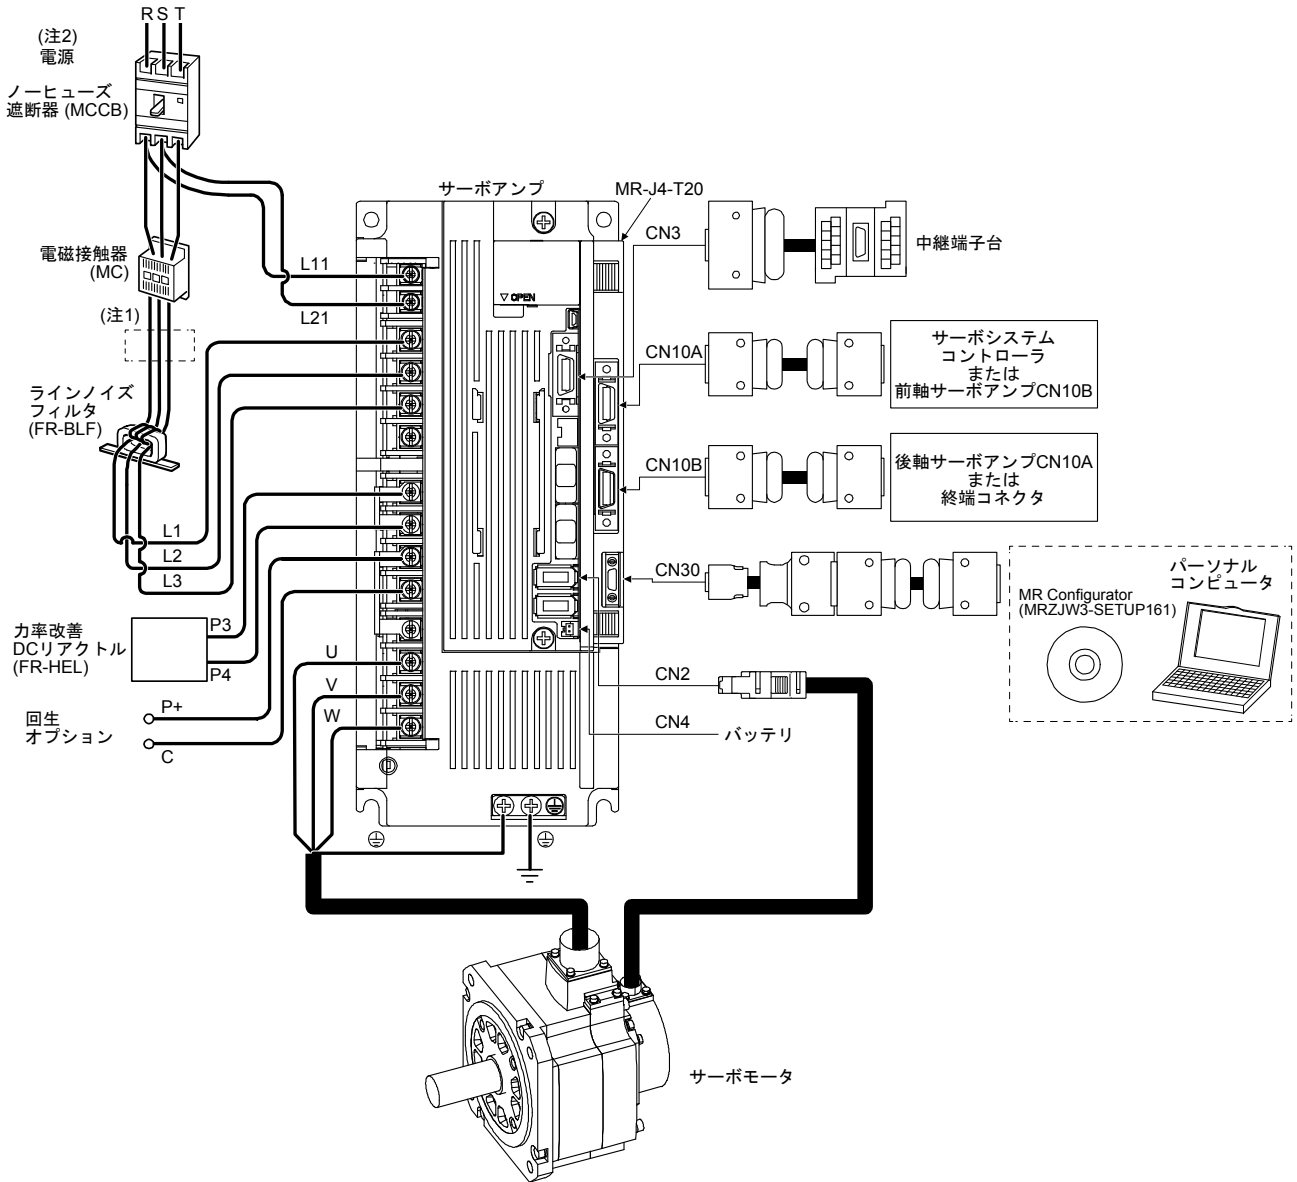 R S T
(注2)
電源
ノーヒューズ
遮断器 (MCCB)
サーボアンプ
MR-J4-T20
CN3
中継端子台
電磁接触器
(MC)
L11
L21
▽ OPEN
(注1)
CN10A
サーボシステム
コントローラ
または
前軸サーボアンプCN10B
ラインノイズ
フィルタ
(FR-BLF)
CN10B
後軸サーボアンプCN10A
または
終端コネクタ
L1
L2
L3
CN30
パーソナル
コンピュータ
MR Configurator
(MRZJW3-SETUP161)
力率改善
DCリアクトル
(FR-HEL)
P3
P4
U
V
W
CN2
CN4
バッテリ
回生
オプション
P+
C
サーボモータ